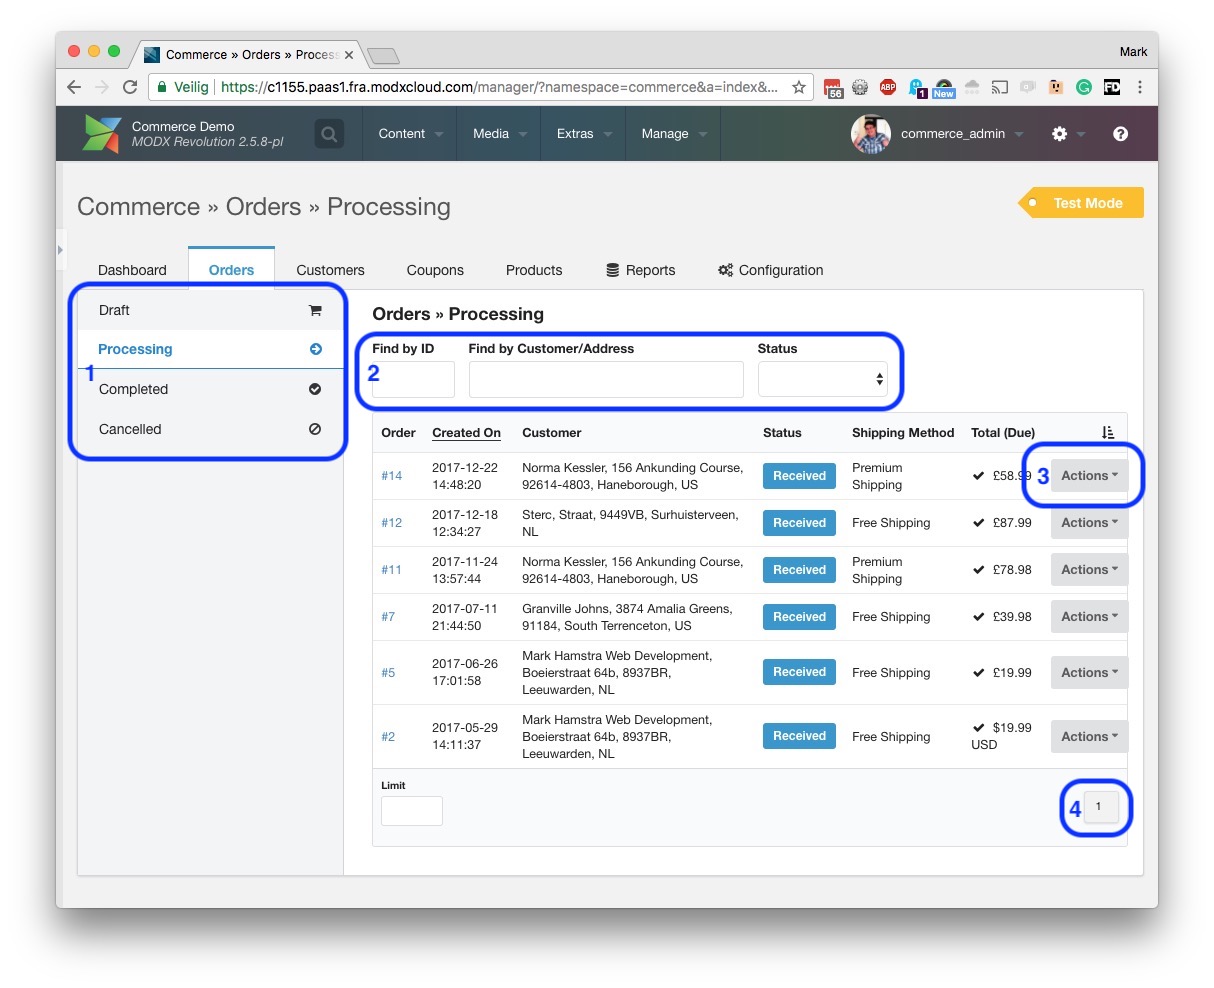 Commerce » Orders » Proces
Mark
Veilig
https://c1155.paas1.fra.modxcloud.com/manager/?namespace=commerce&a=index&...
56
ABP
1
New
FD
Commerce Demo
MODX Revolution 2.5.8-pl
Content
Media
Extras
Manage
commerce_admin
Commerce » Orders » Processing
Test Mode
Dashboard
Orders
Customers
Coupons
Products
Reports
Configuration
Draft
Processing
1
Completed
Cancelled
Orders » Processing
Find by ID
Find by Customer/Address
Status
2
Order
Created On
Customer
Status
Shipping Method
Total (Due)
#14
2017-12-22
14:48:20
Norma Kessler, 156 Ankunding Course,
92614-4803, Haneborough, US
Received
Premium
Shipping
£58.99
3
Actions
#12
2017-12-18
12:34:27
Sterc, Straat, 9449VB, Surhuisterveen,
NL
Received
Free Shipping
£87.99
Actions
#11
2017-11-24
13:57:44
Norma Kessler, 156 Ankunding Course,
92614-4803, Haneborough, US
Received
Premium
Shipping
£78.98
Actions
#7
2017-07-11
21:44:50
Granville Johns, 3874 Amalia Greens,
91184, South Terrenceton, US
Received
Free Shipping
£39.98
Actions
#5
2017-06-26
17:01:58
Mark Hamstra Web Development,
Boeierstraat 64b, 8937BR,
Leeuwarden, NL
Received
Free Shipping
£19.99
Actions
#2
2017-05-29
14:11:37
Mark Hamstra Web Development,
Boeierstraat 64b, 8937BR,
Leeuwarden, NL
Received
Free Shipping
$19.99
USD
Actions
Limit
4
1